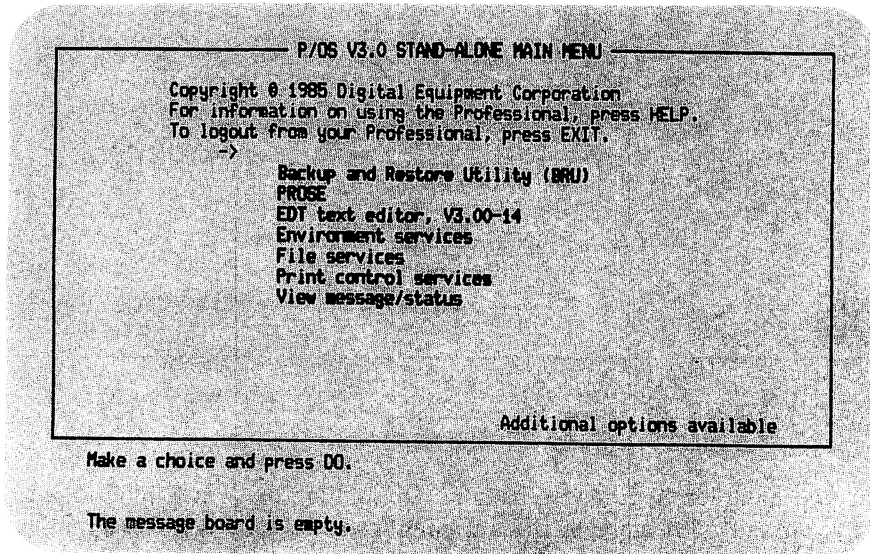 P/OS V3.0 STAND-ALONE MAIN MENU
Copyright © 1985 Digital Equipment Corporation
For information on using the Professional, press HELP.
To logout from your Professional, press EXIT.
->
Backup and Restore Utility (BRU)
PROSE
EDT text editor, V3.00-14
Environment services
File services
Print control services
View message/status
Additional options available
Make a choice and press DO.
The message board is empty.